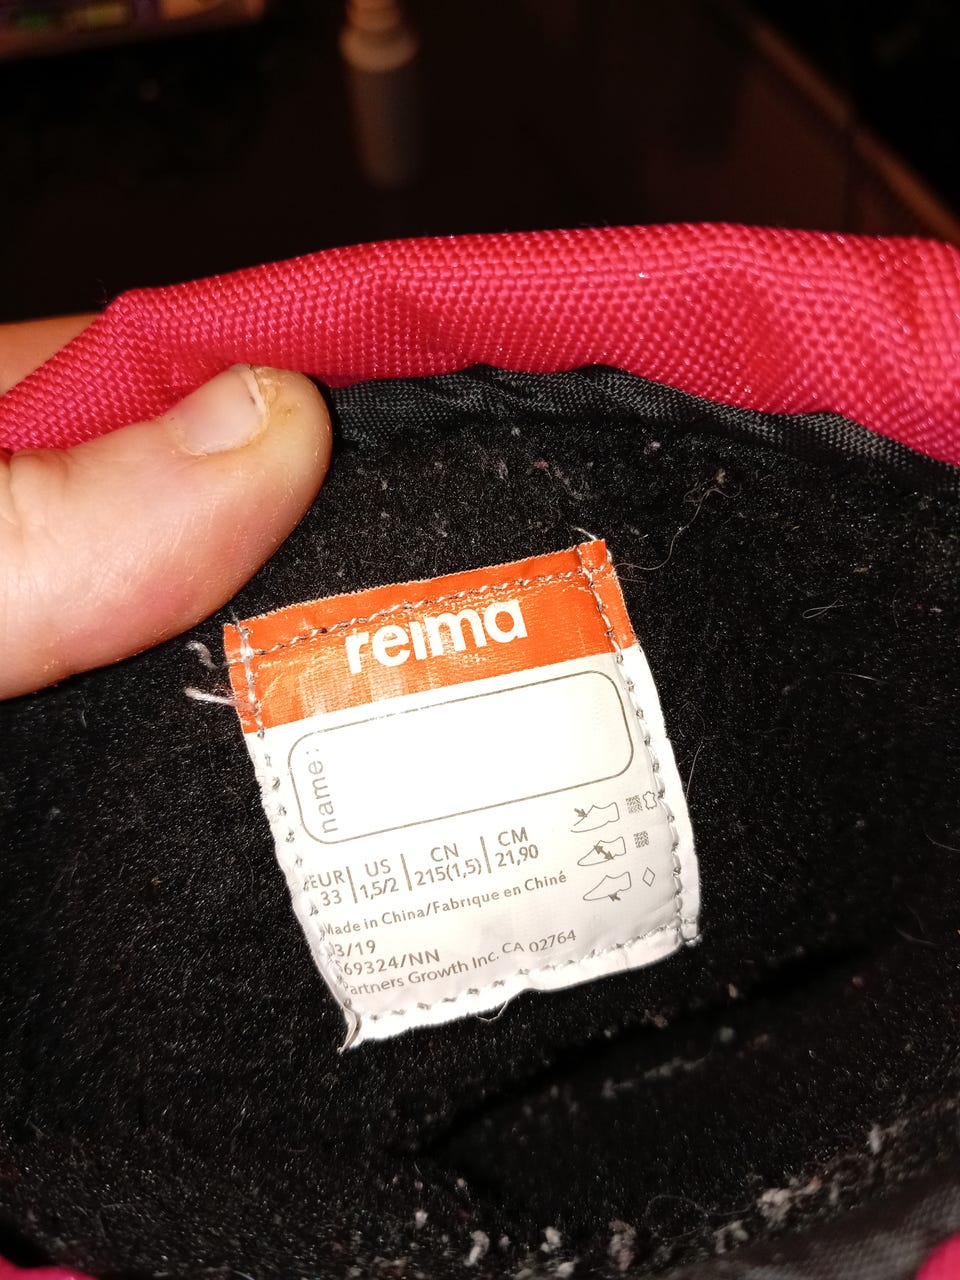 reima
name:
EUR | US | CN | CM
33 | 1,5/2 | 215(1,5) | 21,90
Made in China/Fabrique en Chiné
3/19
69324/NN
Partners Growth Inc. CA 02764